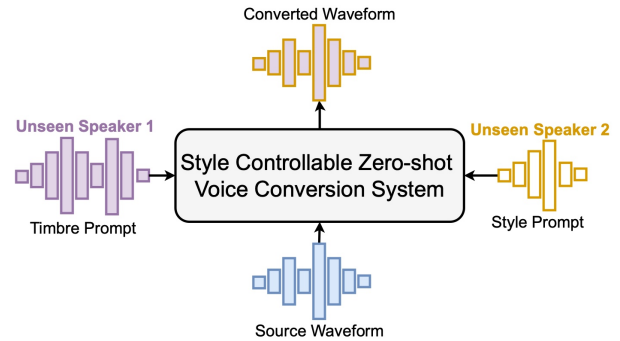 Converted Waveform
Unseen Speaker 1
Unseen Speaker 2
Style Controllable Zero-shot
Voice Conversion System
Timbre Prompt
Style Prompt
Source Waveform